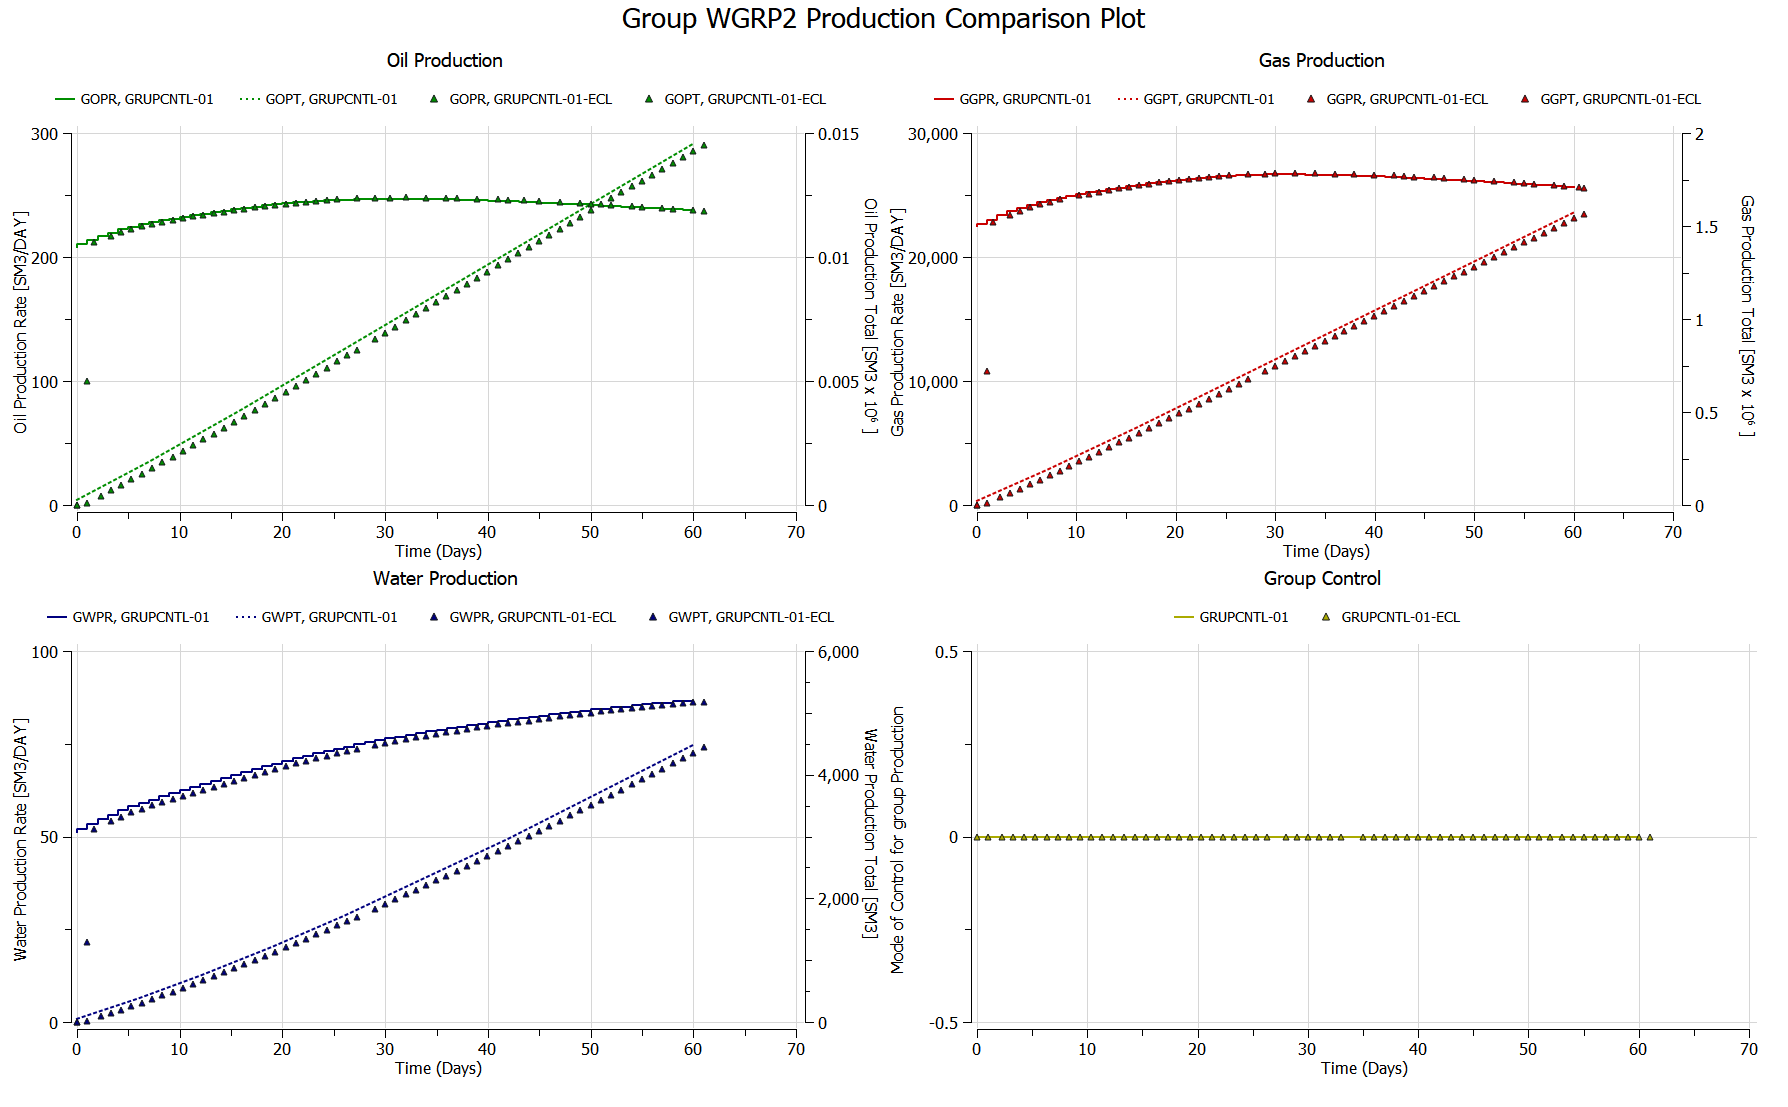 Group WGRP2 Production Comparison Plot
Oil Production
GOPR, GRUPCNTL-01 GOPT, GRUPCNTL-01 GOPR, GRUPCNTL-01-ECL GOPT, GRUPCNTL-01-ECL
300
200
100
0
Oil Production Rate [SM3/DAY]
0.015
0.01
0.005
0
Oil Production Total [SM3 x 10⁶ ]
0 10 20 30 40 50 60 70
Time (Days)
Gas Production
GGPR, GRUPCNTL-01 GGPT, GRUPCNTL-01 GGPR, GRUPCNTL-01-ECL GGPT, GRUPCNTL-01-ECL
30,000
20,000
10,000
0
Gas Production Rate [SM3/DAY]
2
1.5
1
0.5
0
Gas Production Total [SM3 x 10⁶ ]
0 10 20 30 40 50 60 70
Time (Days)
Water Production
GWPR, GRUPCNTL-01 GWPT, GRUPCNTL-01 GWPR, GRUPCNTL-01-ECL GWPT, GRUPCNTL-01-ECL
100
50
0
Water Production Rate [SM3/DAY]
6,000
4,000
2,000
0
Water Production Total [SM3]
0 10 20 30 40 50 60 70
Time (Days)
Group Control
GRUPCNTL-01 GRUPCNTL-01-ECL
0.5
0
-0.5
Mode of Control for group Production
0 10 20 30 40 50 60 70
Time (Days)